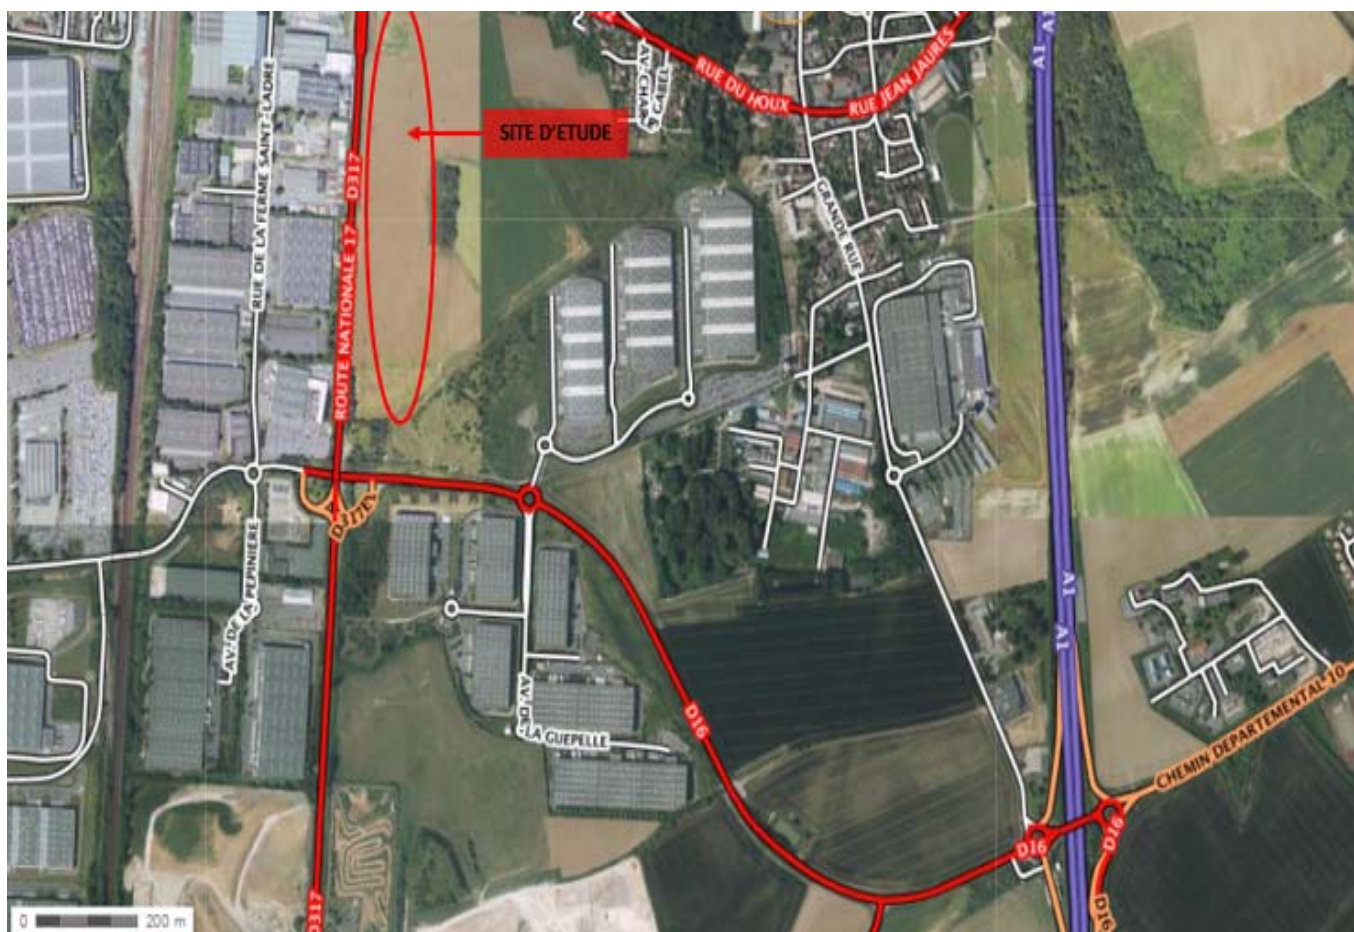 A1
A1
RUE DU HOUX
RUE JEAN JAURES
SITE D'ETUDE
RUE DE LA FERME SAINT-LADRE
ROUTE NATIONALE 17
D317
GRANDE RUE
AV. DE LA PEPINIERE
A1
A1
AV. DE
LA GUEPELLE
D16
CHEMIN DEPARTEMENTAL 10
D16
D16
D16
D317
0 200 m